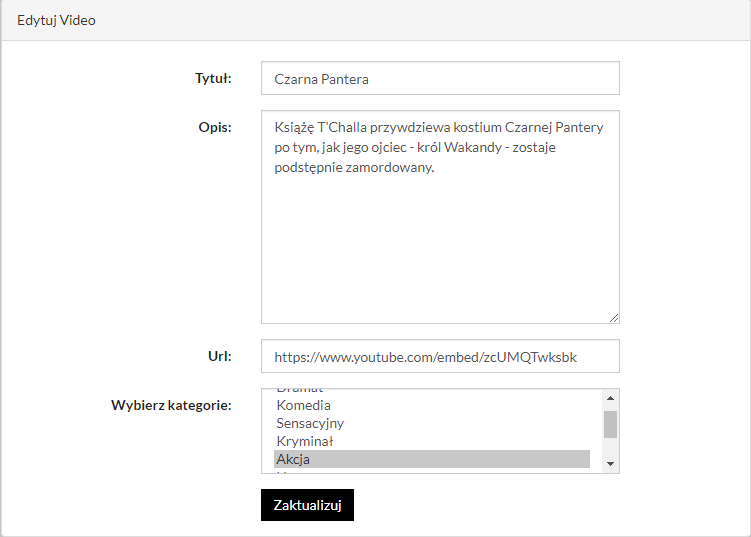 Edytuj Video
Tytuł:
Czarna Pantera
Opis:
Książę T'Challa przywdziewa kostium Czarnej Pantery
po tym, jak jego ojciec - król Wakandy - zostaje
podstępnie zamordowany.
Url:
https://www.youtube.com/embed/zcUMQTwksbk
Wybierz kategorie:
Dramat
Komedia
Sensacyjny
Kryminał
Akcja
Zaktualizuj